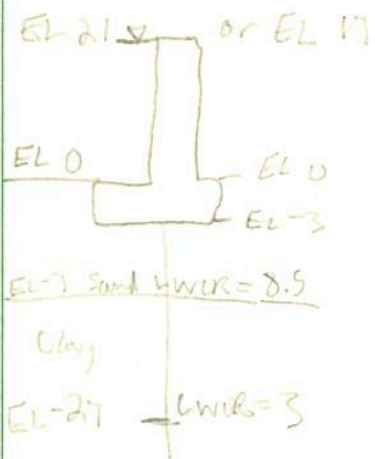 EL 21 or EL 17
EL 0
EL 0
EL -3
EL-7 Sand LWCR = 8.5
Clay
EL-27 LWCR = 3